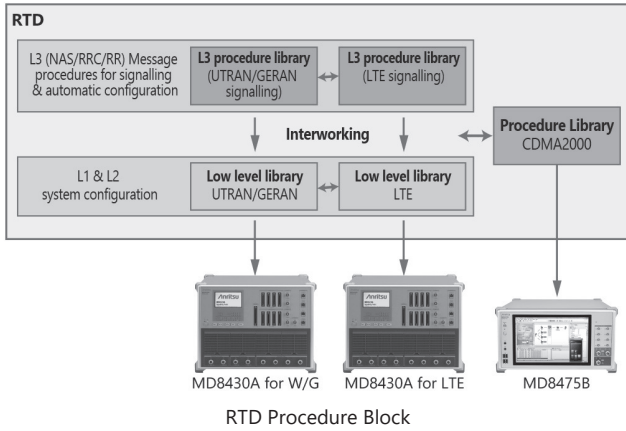 RTD
L3 (NAS/RRC/RR) Message
procedures for signalling
& automatic configuration
L3 procedure library
(UTRAN/GERAN
signalling)
L3 procedure library
(LTE signalling)
Interworking
Procedure Library
CDMA2000
L1 & L2
system configuration
Low level library
UTRAN/GERAN
Low level library
LTE
Anritsu
Anritsu
MD8430A for W/G
MD8430A for LTE
MD8475B
RTD Procedure Block